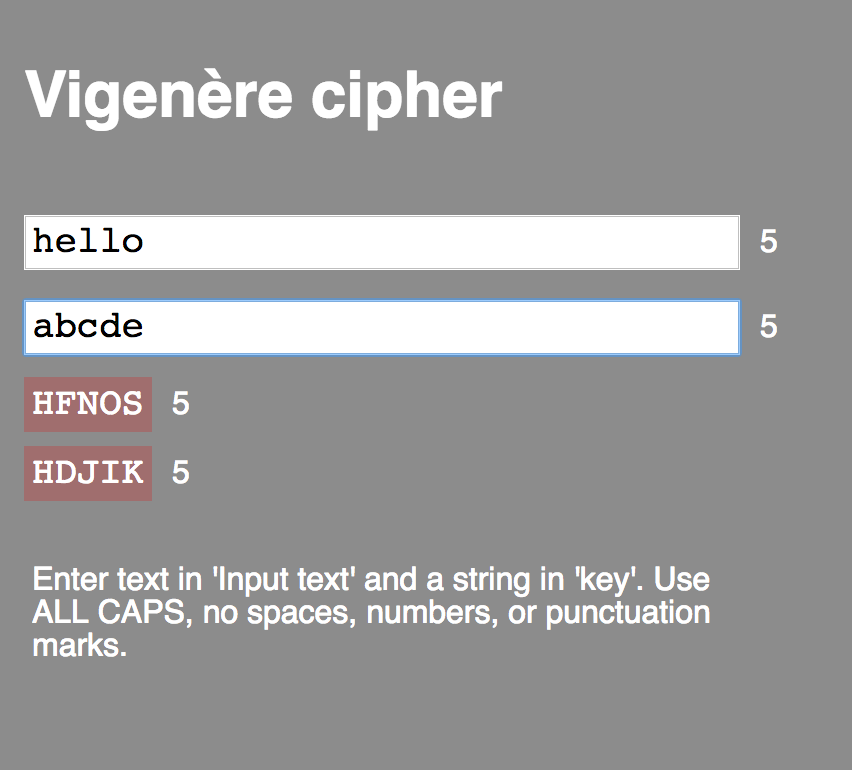 Vigenère cipher
hello 5
abcde 5
HFNOS 5
HDJIK 5
Enter text in 'Input text' and a string in 'key'. Use
ALL CAPS, no spaces, numbers, or punctuation
marks.